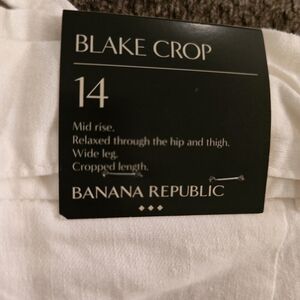 BLAKE CROP
14
Mid rise.
Relaxed through the hip and thigh.
Wide leg.
Cropped length.
BANANA REPUBLIC